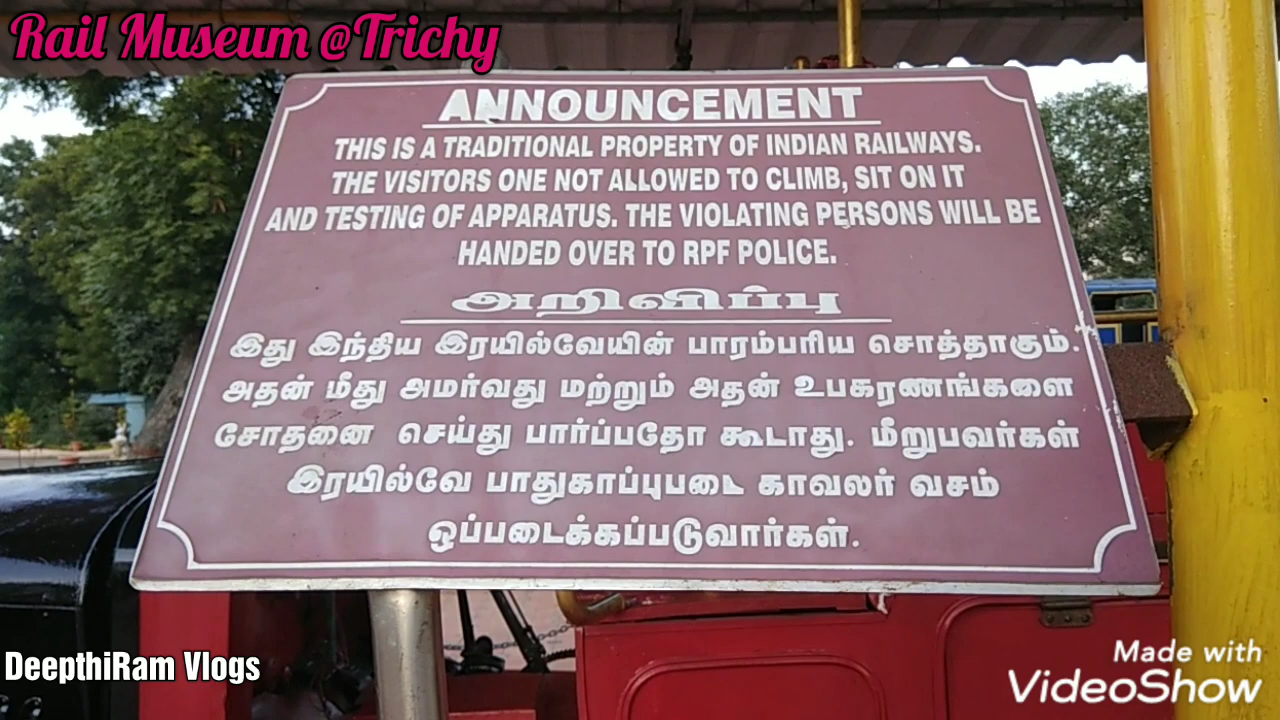 Rail Museum @Trichy
ANNOUNCEMENT
THIS IS A TRADITIONAL PROPERTY OF INDIAN RAILWAYS.
THE VISITORS ONE NOT ALLOWED TO CLIMB, SIT ON IT
AND TESTING OF APPARATUS. THE VIOLATING PERSONS WILL BE
HANDED OVER TO RPF POLICE.
அறிவிப்பு
இது இந்திய இரயில்வேயின் பாரம்பரிய சொத்தாகும்.
அதன் மீது அமர்வது மற்றும் அதன் உபகரணங்களை
சோதனை செய்து பார்ப்பதோ கூடாது. மீறுபவர்கள்
இரயில்வே பாதுகாப்புபடை காவலர் வசம்
ஒப்படைக்கப்படுவார்கள்.
DeepthiRam Vlogs
Made with
VideoShow